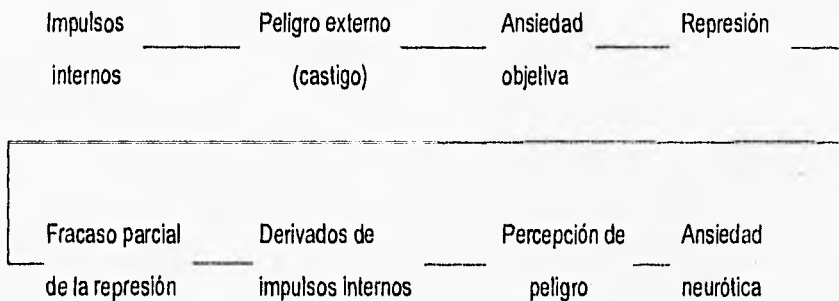 Impulsos internos
Peligro externo (castigo)
Ansiedad objetiva
Represión
Fracaso parcial de la represión
Derivados de impulsos internos
Percepción de peligro
Ansiedad neurótica